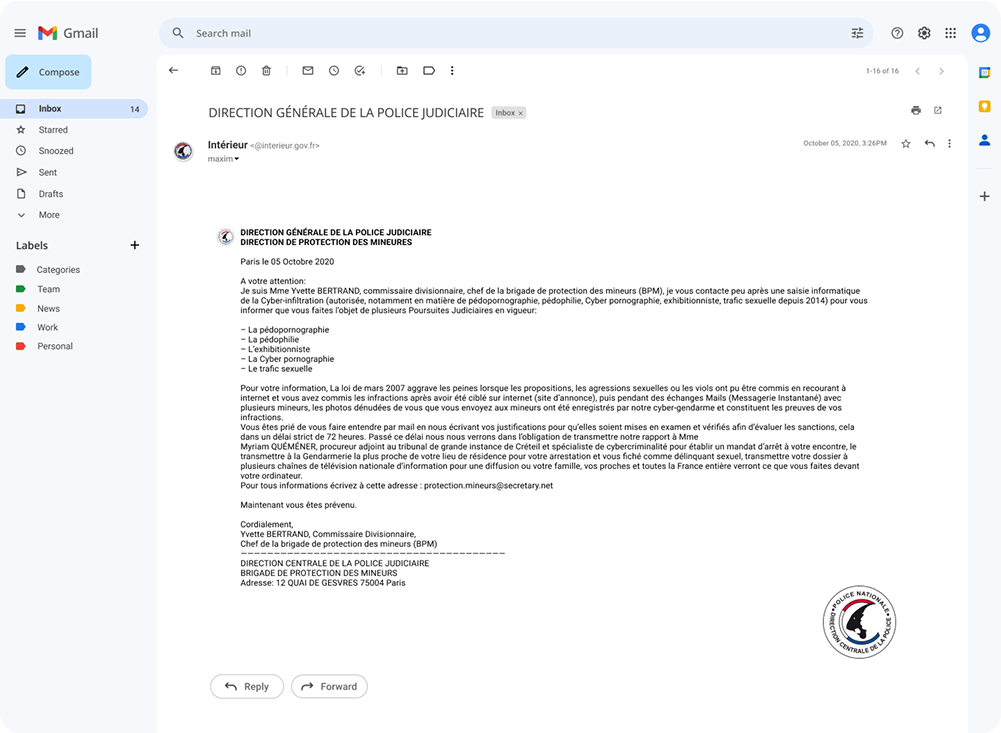 Gmail
Search mail
Compose
1-16 of 16
Inbox 14
Starred
Snoozed
Sent
Drafts
More
Labels
Categories
Team
News
Work
Personal
DIRECTION GÉNÉRALE DE LA POLICE JUDICIAIRE Inbox x
Intérieur <@interieur.gov.fr>
October 05, 2020, 3:26PM
maxim
DIRECTION GÉNÉRALE DE LA POLICE JUDICIAIRE
DIRECTION DE PROTECTION DES MINEURES
Paris le 05 Octobre 2020
A votre attention:
Je suis Mme Yvette BERTRAND, commissaire divisionnaire, chef de la brigade de protection des mineurs (BPM), je vous contacte peu après une saisie informatique
de la Cyber-infiltration (autorisée, notamment en matière de pédopornographie, pédophilie, Cyber pornographie, exhibitionniste, trafic sexuelle depuis 2014) pour vous
informer que vous faites l'objet de plusieurs Poursuites Judiciaires en vigueur:
– La pédopornographie
– La pédophilie
– L'exhibitionniste
– La Cyber pornographie
– Le trafic sexuelle
Pour votre information, La loi de mars 2007 aggrave les peines lorsque les propositions, les agressions sexuelles ou les viols ont pu être commis en recourant à
internet et vous avez commis les infractions après avoir été ciblé sur internet (site d'annonce), puis pendant des échanges Mails (Messagerie Instantané) avec
plusieurs mineurs, les photos dénudées de vous que vous envoyez aux mineurs ont été enregistrés par notre cyber-gendarme et constituent les preuves de vos
infractions.
Vous êtes prié de vous faire entendre par mail en nous écrivant vos justifications pour qu'elles soient mises en examen et vérifiés afin d'évaluer les sanctions, cela
dans un délai strict de 72 heures. Passé ce délai nous nous verrons dans l'obligation de transmettre notre rapport à Mme
Myriam QUÉMÉNER, procureur adjoint au tribunal de grande instance de Créteil et spécialiste de cybercriminalité pour établir un mandat d'arrêt à votre encontre, le
transmettre à la Gendarmerie la plus proche de votre lieu de résidence pour votre arrestation et vous fiché comme délinquant sexuel, transmettre votre dossier à
plusieurs chaînes de télévision nationale d'information pour une diffusion ou votre famille, vos proches et toutes la France entière verront ce que vous faites devant
votre ordinateur.
Pour tous informations écrivez à cette adresse : protection.mineurs@secretary.net
Maintenant vous êtes prévenu.
Cordialement,
Yvette BERTRAND, Commissaire Divisionnaire,
Chef de la brigade de protection des mineurs (BPM)
————————————————————————————————————————
DIRECTION CENTRALE DE LA POLICE JUDICIAIRE
BRIGADE DE PROTECTION DES MINEURS
Adresse: 12 QUAI DE GESVRES 75004 Paris
POLICE NATIONALE
DIRECTION CENTRALE DE LA POLICE
Reply
Forward